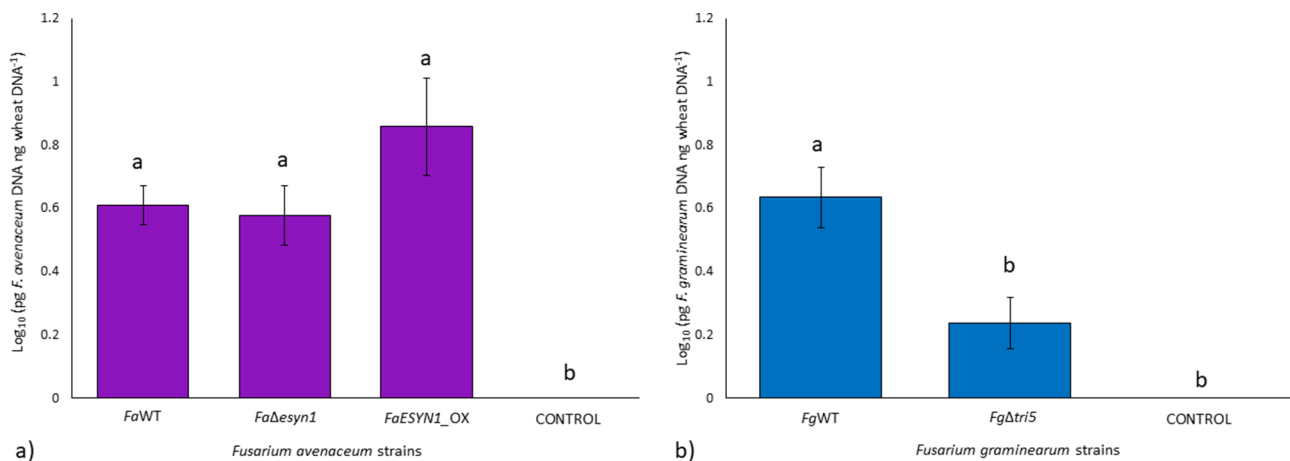 Log10 (pg F. avenaceum DNA ng wheat DNA-1)
1.2
1
0.8
0.6
0.4
0.2
0
a
a
a
b
FaWT
FaΔesyn1
FaESYN1_OX
CONTROL
Fusarium avenaceum strains
a)
Log10 (pg F. graminearum DNA ng wheat DNA-1)
1.2
1
0.8
0.6
0.4
0.2
0
a
b
b
FgWT
FgΔtri5
CONTROL
Fusarium graminearum strains
b)